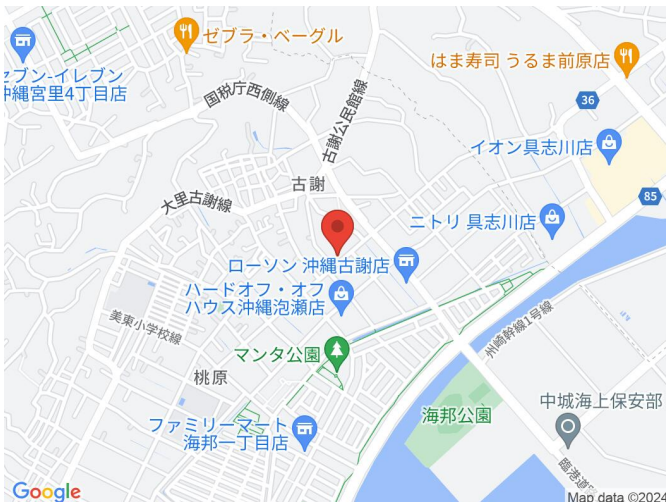 ゼブラ・ベーグル
セブン-イレブン
沖縄宮里4丁目店
はま寿司 うるま前原店
国税庁西側線
古謝公民館線
36
イオン具志川店
古謝
大里古謝線
85
ニトリ 具志川店
ローソン 沖縄古謝店
ハードオフ・オフ
ハウス沖縄泡瀬店
美東小学校線
州崎幹線1号線
マンタ公園
桃原
中城海上保安部
海邦公園
ファミリーマート
海邦一丁目店
臨港道
Google
Map data ©2024